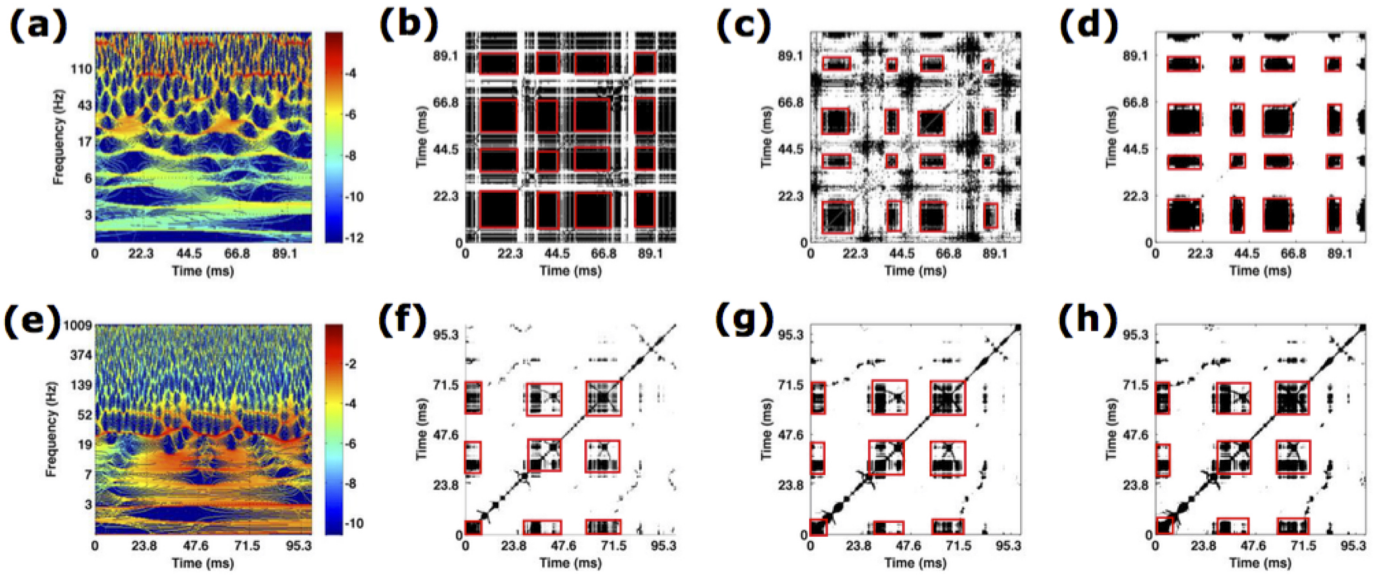 (a)
Frequency (Hz)
110
43
17
6
3
0 22.3 44.5 66.8 89.1
Time (ms)
-4
-6
-8
-10
-12
(b)
Time (ms)
89.1
66.8
44.5
22.3
0
0 22.3 44.5 66.8 89.1
Time (ms)
(c)
Time (ms)
89.1
66.8
44.5
22.3
0
0 22.3 44.5 66.8 89.1
Time (ms)
(d)
Time (ms)
89.1
66.8
44.5
22.3
0
0 22.3 44.5 66.8 89.1
Time (ms)
(e)
Frequency (Hz)
1009
374
139
52
19
7
3
0 23.8 47.6 71.5 95.3
Time (ms)
-2
-4
-6
-8
-10
(f)
Time (ms)
95.3
71.5
47.6
23.8
0
0 23.8 47.6 71.5 95.3
Time (ms)
(g)
Time (ms)
95.3
71.5
47.6
23.8
0
0 23.8 47.6 71.5 95.3
Time (ms)
(h)
Time (ms)
95.3
71.5
47.6
23.8
0
0 23.8 47.6 71.5 95.3
Time (ms)